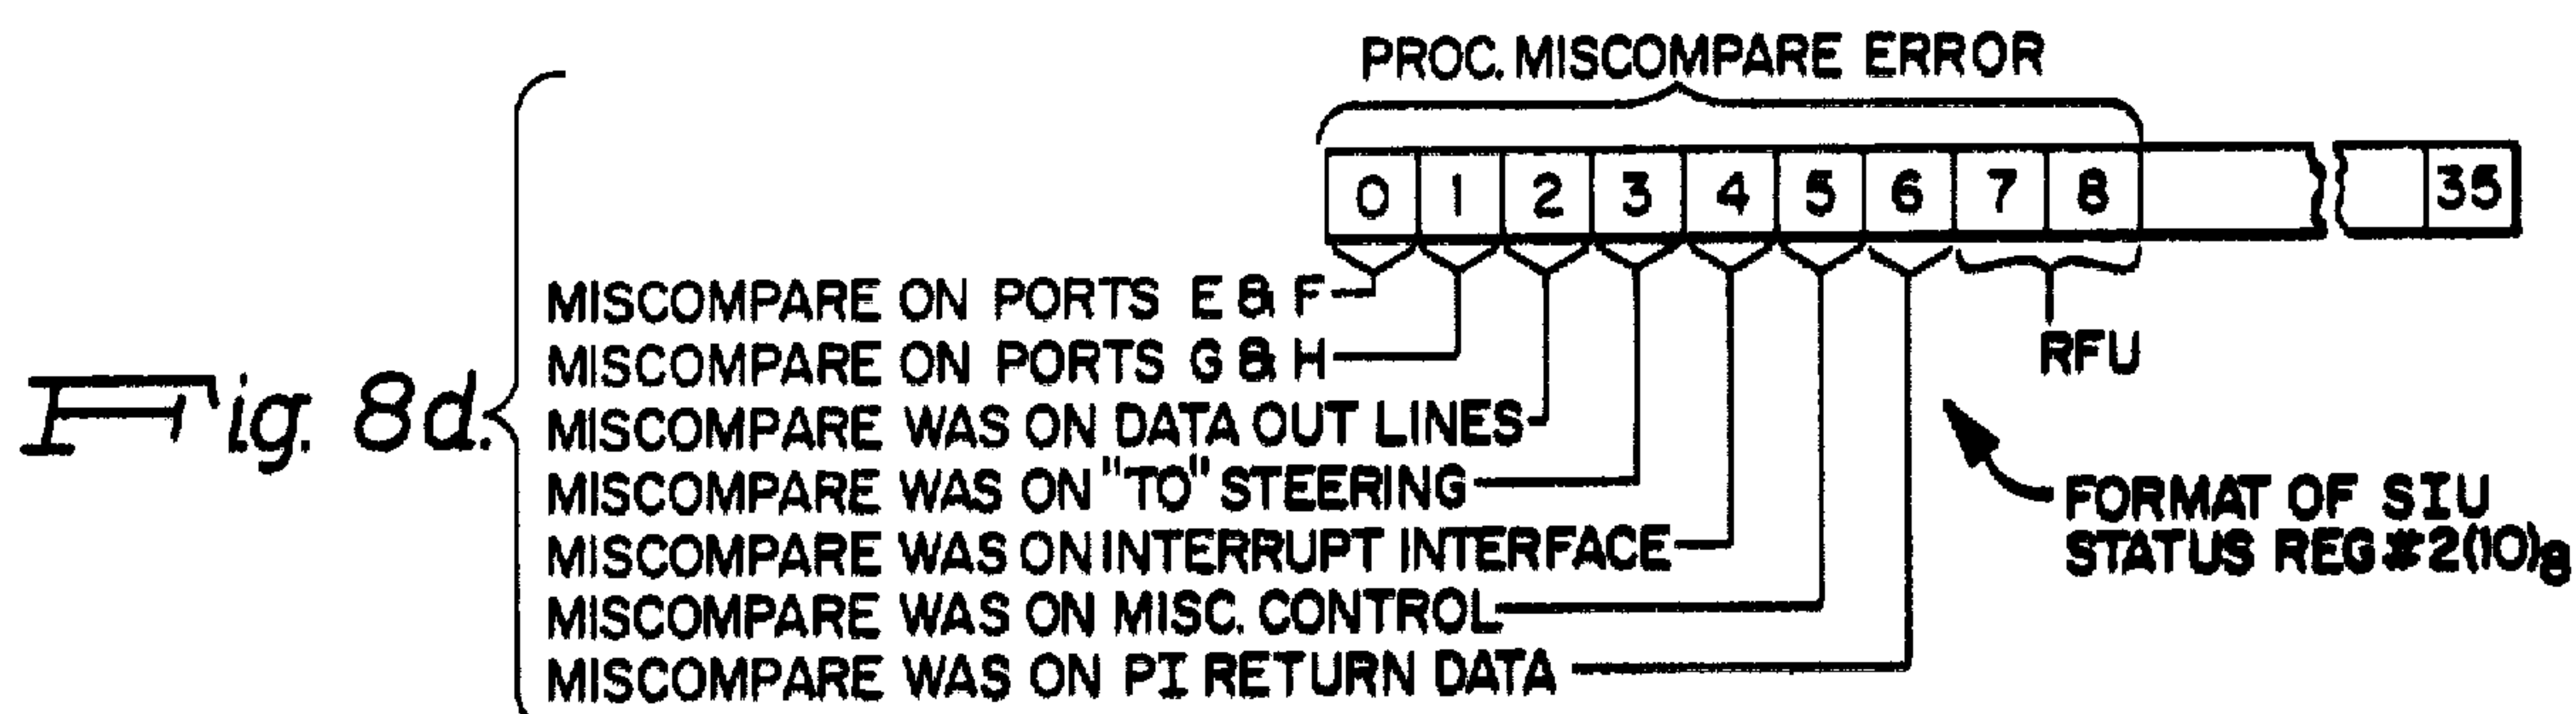 PROC. MISCOMPARE ERROR
0 1 2 3 4 5 6 7 8 35
MISCOMPARE ON PORTS E & F
MISCOMPARE ON PORTS G & H
MISCOMPARE WAS ON DATA OUT LINES
MISCOMPARE WAS ON "TO" STEERING
MISCOMPARE WAS ON INTERRUPT INTERFACE
MISCOMPARE WAS ON MISC. CONTROL
MISCOMPARE WAS ON PI RETURN DATA
RFU
Fig. 8d.
FORMAT OF SIU
STATUS REG #2(10)8